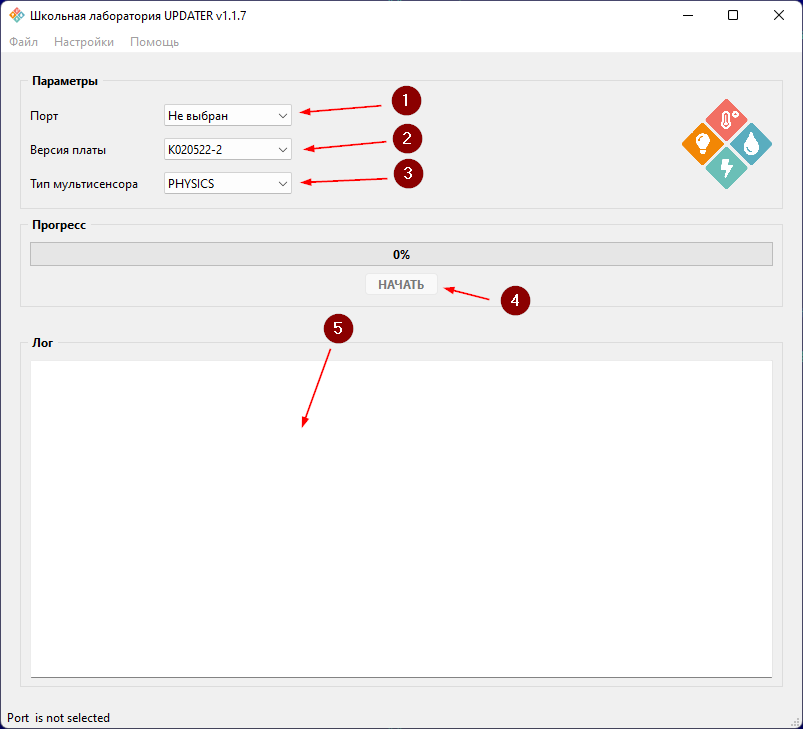 Школьная лаборатория UPDATER v1.1.7
Файл Настройки Помощь
Параметры
Порт Не выбран 1
Версия платы K020522-2 2
Тип мультисенсора PHYSICS 3
Прогресс
0%
НАЧАТЬ 4
5
Лог
Port is not selected